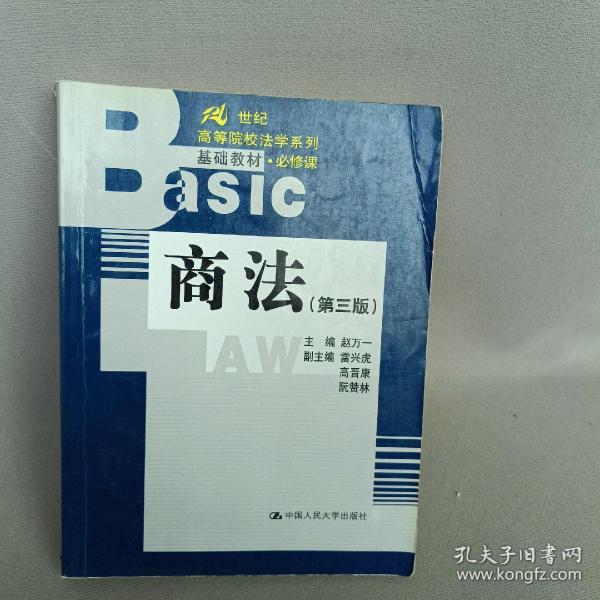 21 世纪
高等院校法学系列
基础教材·必修课
Basic
商法(第三版)
LAW
主 编 赵万一
副主编 雷兴虎
高晋康
阮赞林
中国人民大学出版社
孔夫子旧书网
www.kongfz.com